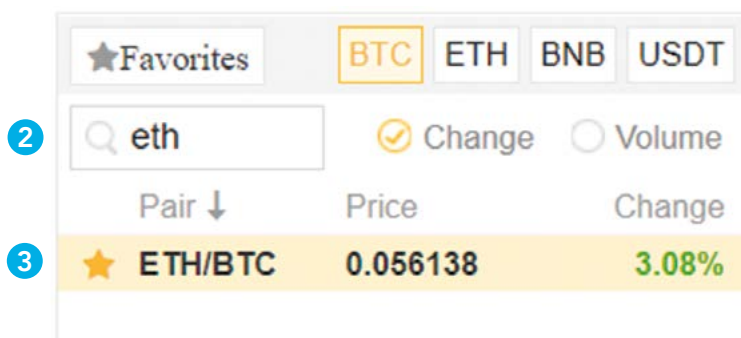 Favorites BTC ETH BNB USDT
2 eth Change Volume
Pair ↓ Price Change
3 ETH/BTC 0.056138 3.08%